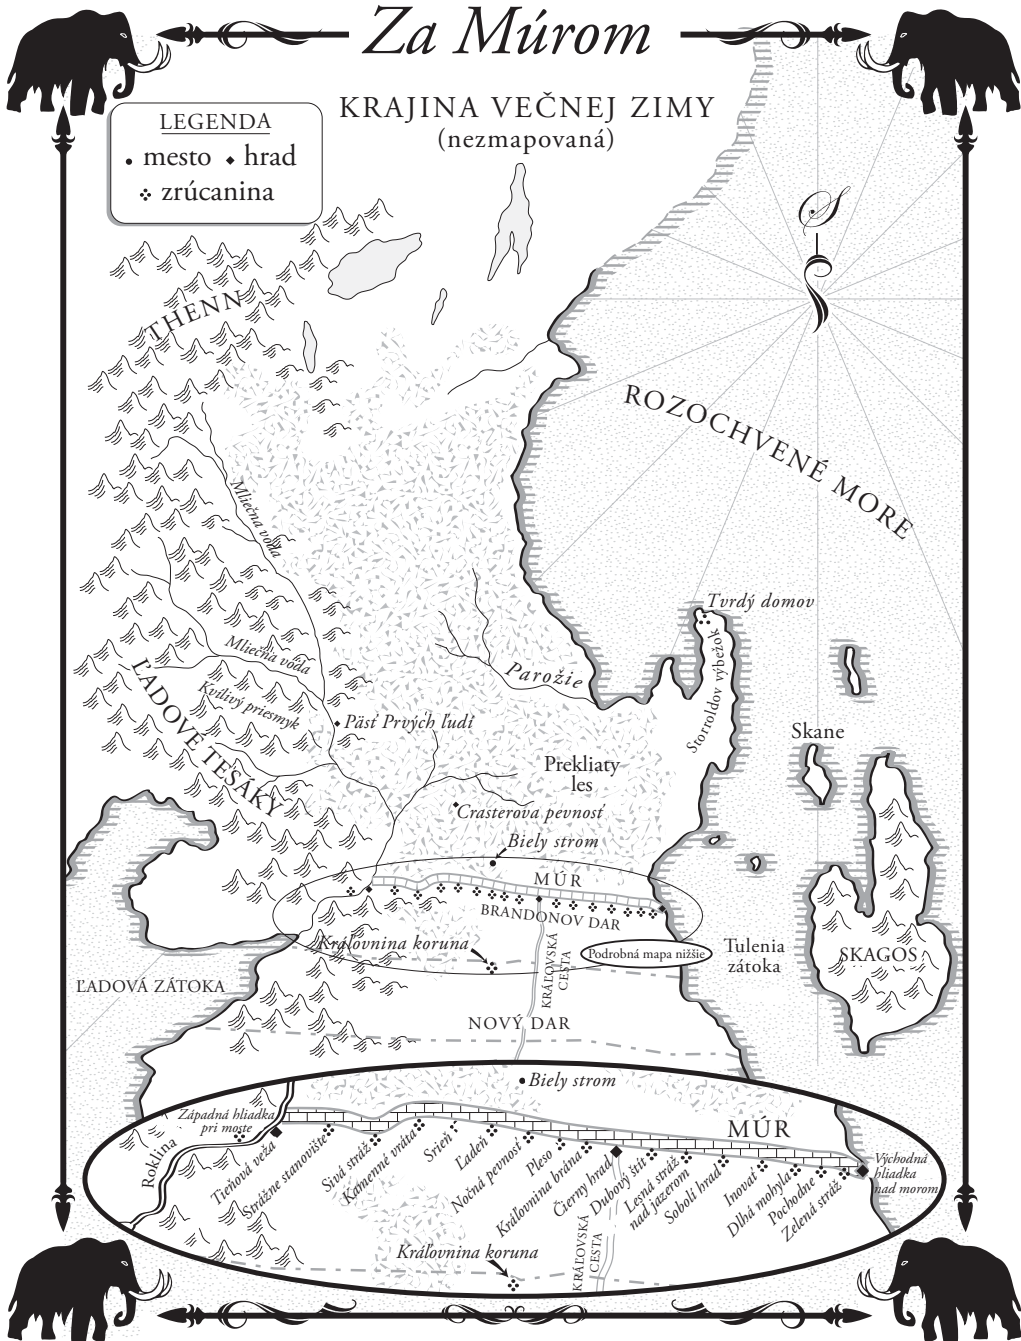 Za Múrom
KRAJINA VEČNEJ ZIMY
(nezmapovaná)
LEGENDA
mesto hrad
zrúcanina
S
THENN
ROZOCHVENÉ MORE
Mliečna voda
Tvrdý domov
Storroldov výbežok
Mliečna voda
Parožie
ĽADOVÉ TESÁKY
Kvílivý priesmyk
Päsť Prvých ľudí
Skane
Prekliaty
les
Crasterova pevnosť
Biely strom
MÚR
BRANDONOV DAR
Kráľovnina koruna
Podrobná mapa nižšie
KRÁĽOVSKÁ
CESTA
Tulenia
zátoka
SKAGOS
ĽADOVÁ ZÁTOKA
NOVÝ DAR
Biely strom
Západná hliadka
pri moste
MÚR
Roklina
Tieňová veža
Strážne stanovište
Sivá stráž
Kamenné vráta
Srieň
Ľadeň
Nočná pevnosť
Pleso
Kráľovnina brána
Čierny hrad
Dubový štít
Lesná stráž
nad jazerom
Sobolí hrad
Inovať
Dlhá mohyla
Pochodne
Zelená stráž
Východná
hliadka
nad morom
Kráľovnina koruna
KRÁĽOVSKÁ
CESTA